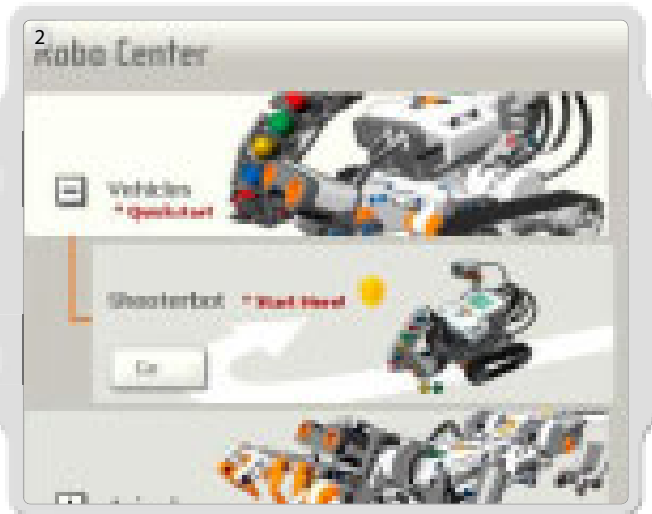 2
Robo Center
Vehicles
* Quickstart
Shooterbot * Start Here!
Go